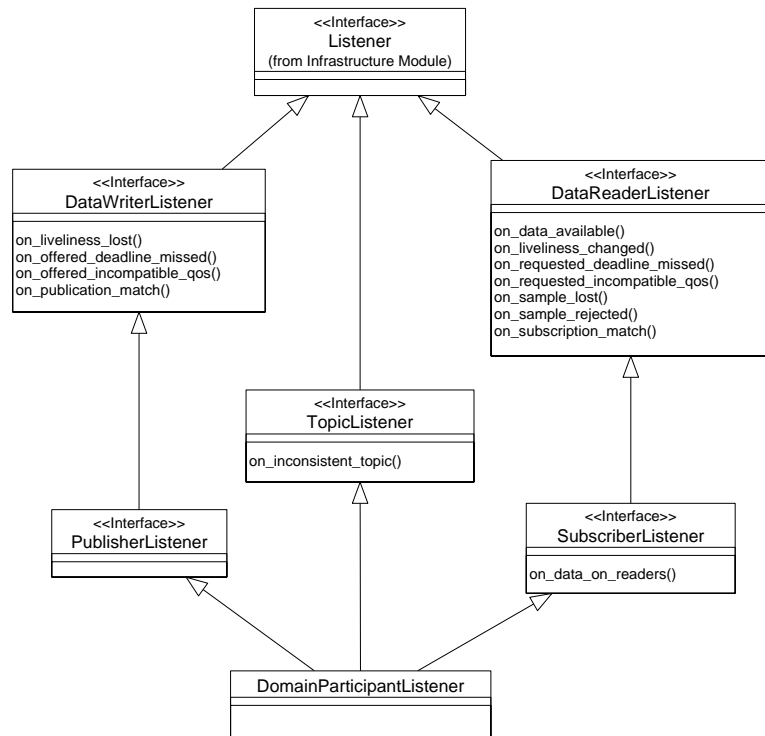 <<Interface>>
Listener
(from Infrastructure Module)
<<Interface>>
DataWriterListener
on_liveliness_lost()
on_offered_deadline_missed()
on_offered_incompatible_qos()
on_publication_match()
<<Interface>>
DataReaderListener
on_data_available()
on_liveliness_changed()
on_requested_deadline_missed()
on_requested_incompatible_qos()
on_sample_lost()
on_sample_rejected()
on_subscription_match()
<<Interface>>
TopicListener
on_inconsistent_topic()
<<Interface>>
PublisherListener
<<Interface>>
SubscriberListener
on_data_on_readers()
DomainParticipantListener